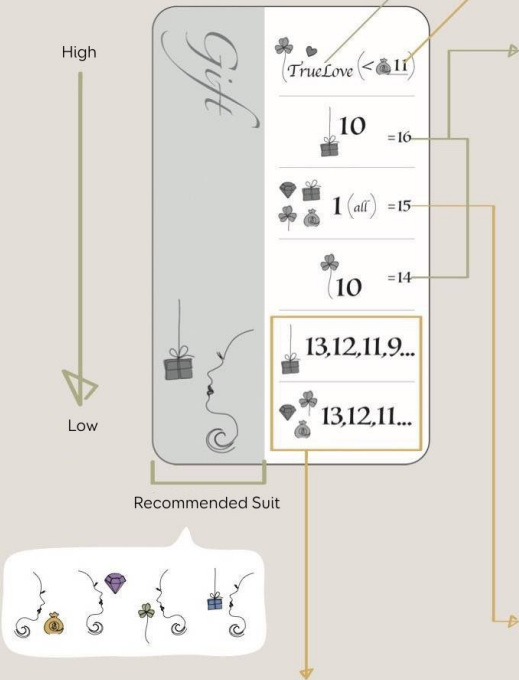 High
Low
Gift
TrueLove (< 11)
10 =16
1 (all) =15
10 =14
13,12,11,9...
13,12,11...
Recommended Suit